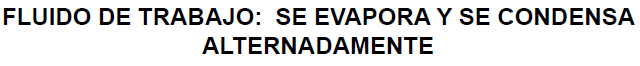 FLUIDO DE TRABAJO:  SE EVAPORA Y SE CONDENSA
ALTERNADAMENTE